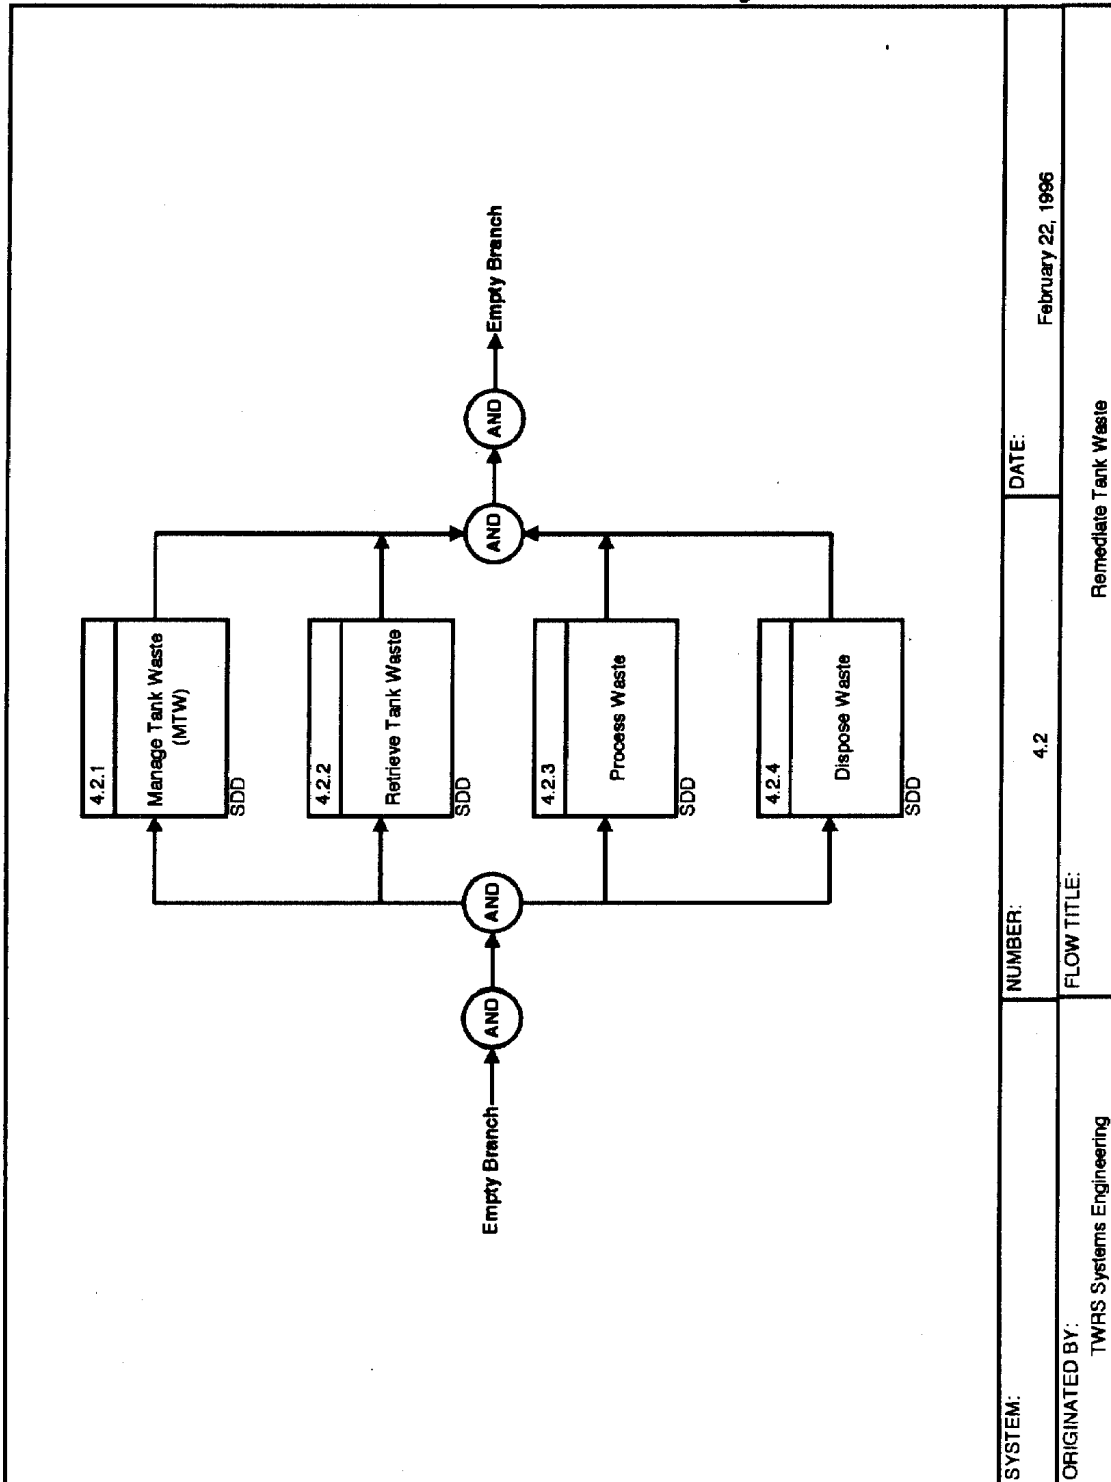 4.2.1
Manage Tank Waste
(MTW)
SDD
4.2.2
Retrieve Tank Waste
SDD
Empty Branch
AND
AND
AND
AND
Empty Branch
4.2.3
Process Waste
SDD
4.2.4
Dispose Waste
SDD
SYSTEM:
NUMBER:
4.2
DATE:
February 22, 1996
ORIGINATED BY:
TWRS Systems Engineering
FLOW TITLE:
Remediate Tank Waste